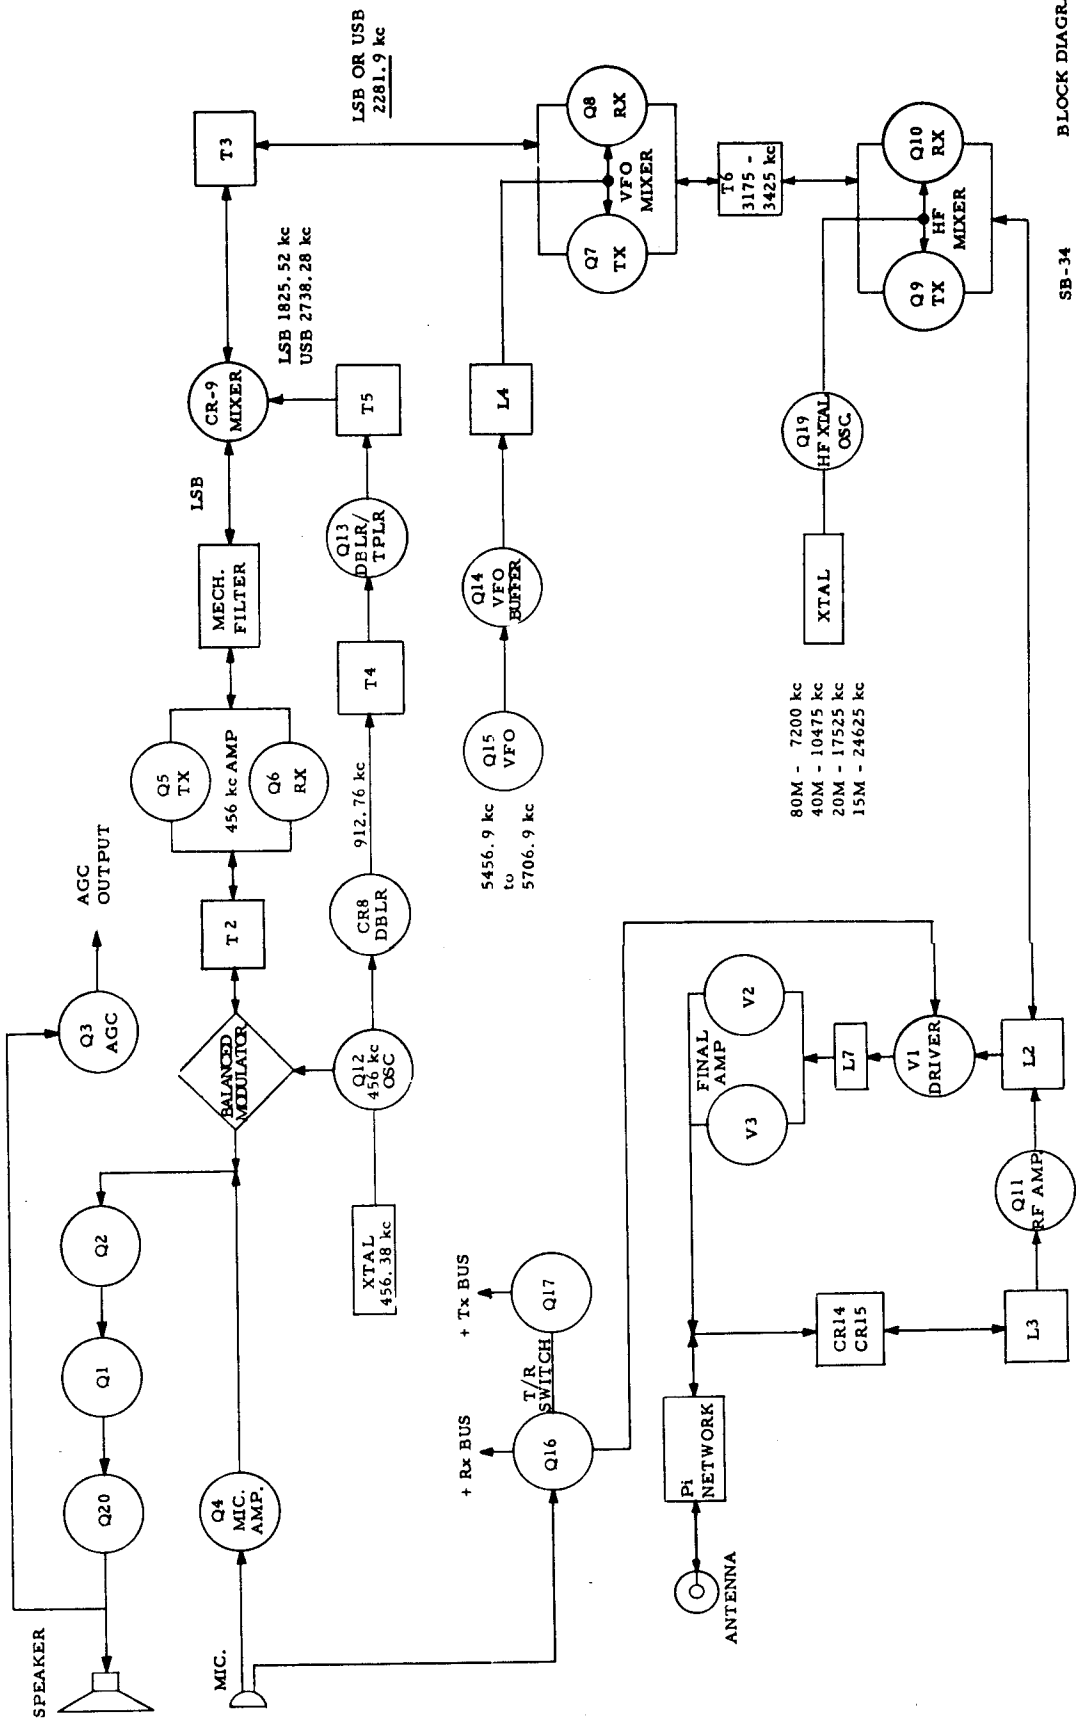 SPEAKER
MIC.
Q20
Q1
Q2
Q3
AGC
AGC
OUTPUT
Q4
MIC.
AMP.
BALANCED
MODULATOR
T2
Q5
TX
456 kc AMP
Q6
RX
MECH.
FILTER
LSB
CR-9
MIXER
T3
XTAL
456.38 kc
Q12
456 kc
OSC
CR8
DBLR
912.76 kc
T4
Q13
DBLR/
TPLR
T5
LSB 1825.52 kc
USB 2738.28 kc
LSB OR USB
2281.9 kc
5456.9 kc
to
5706.9 kc
Q15
VFO
Q14
VFO
BUFFER
L4
Q7
TX
VFO
MIXER
Q8
RX
T6
3175 -
3425 kc
+ Rx BUS
+ Tx BUS
Q16
T/R
SWITCH
Q17
ANTENNA
Pi
NETWORK
CR14
CR15
L3
Q11
RF AMP.
L2
V1
DRIVER
L7
V3
FINAL
AMP
V2
80M - 7200 kc
40M - 10475 kc
20M - 17525 kc
15M - 24625 kc
XTAL
Q19
HF XTAL
OSC.
Q9
TX
HF
MIXER
Q10
RX
SB-34
BLOCK DIAGR